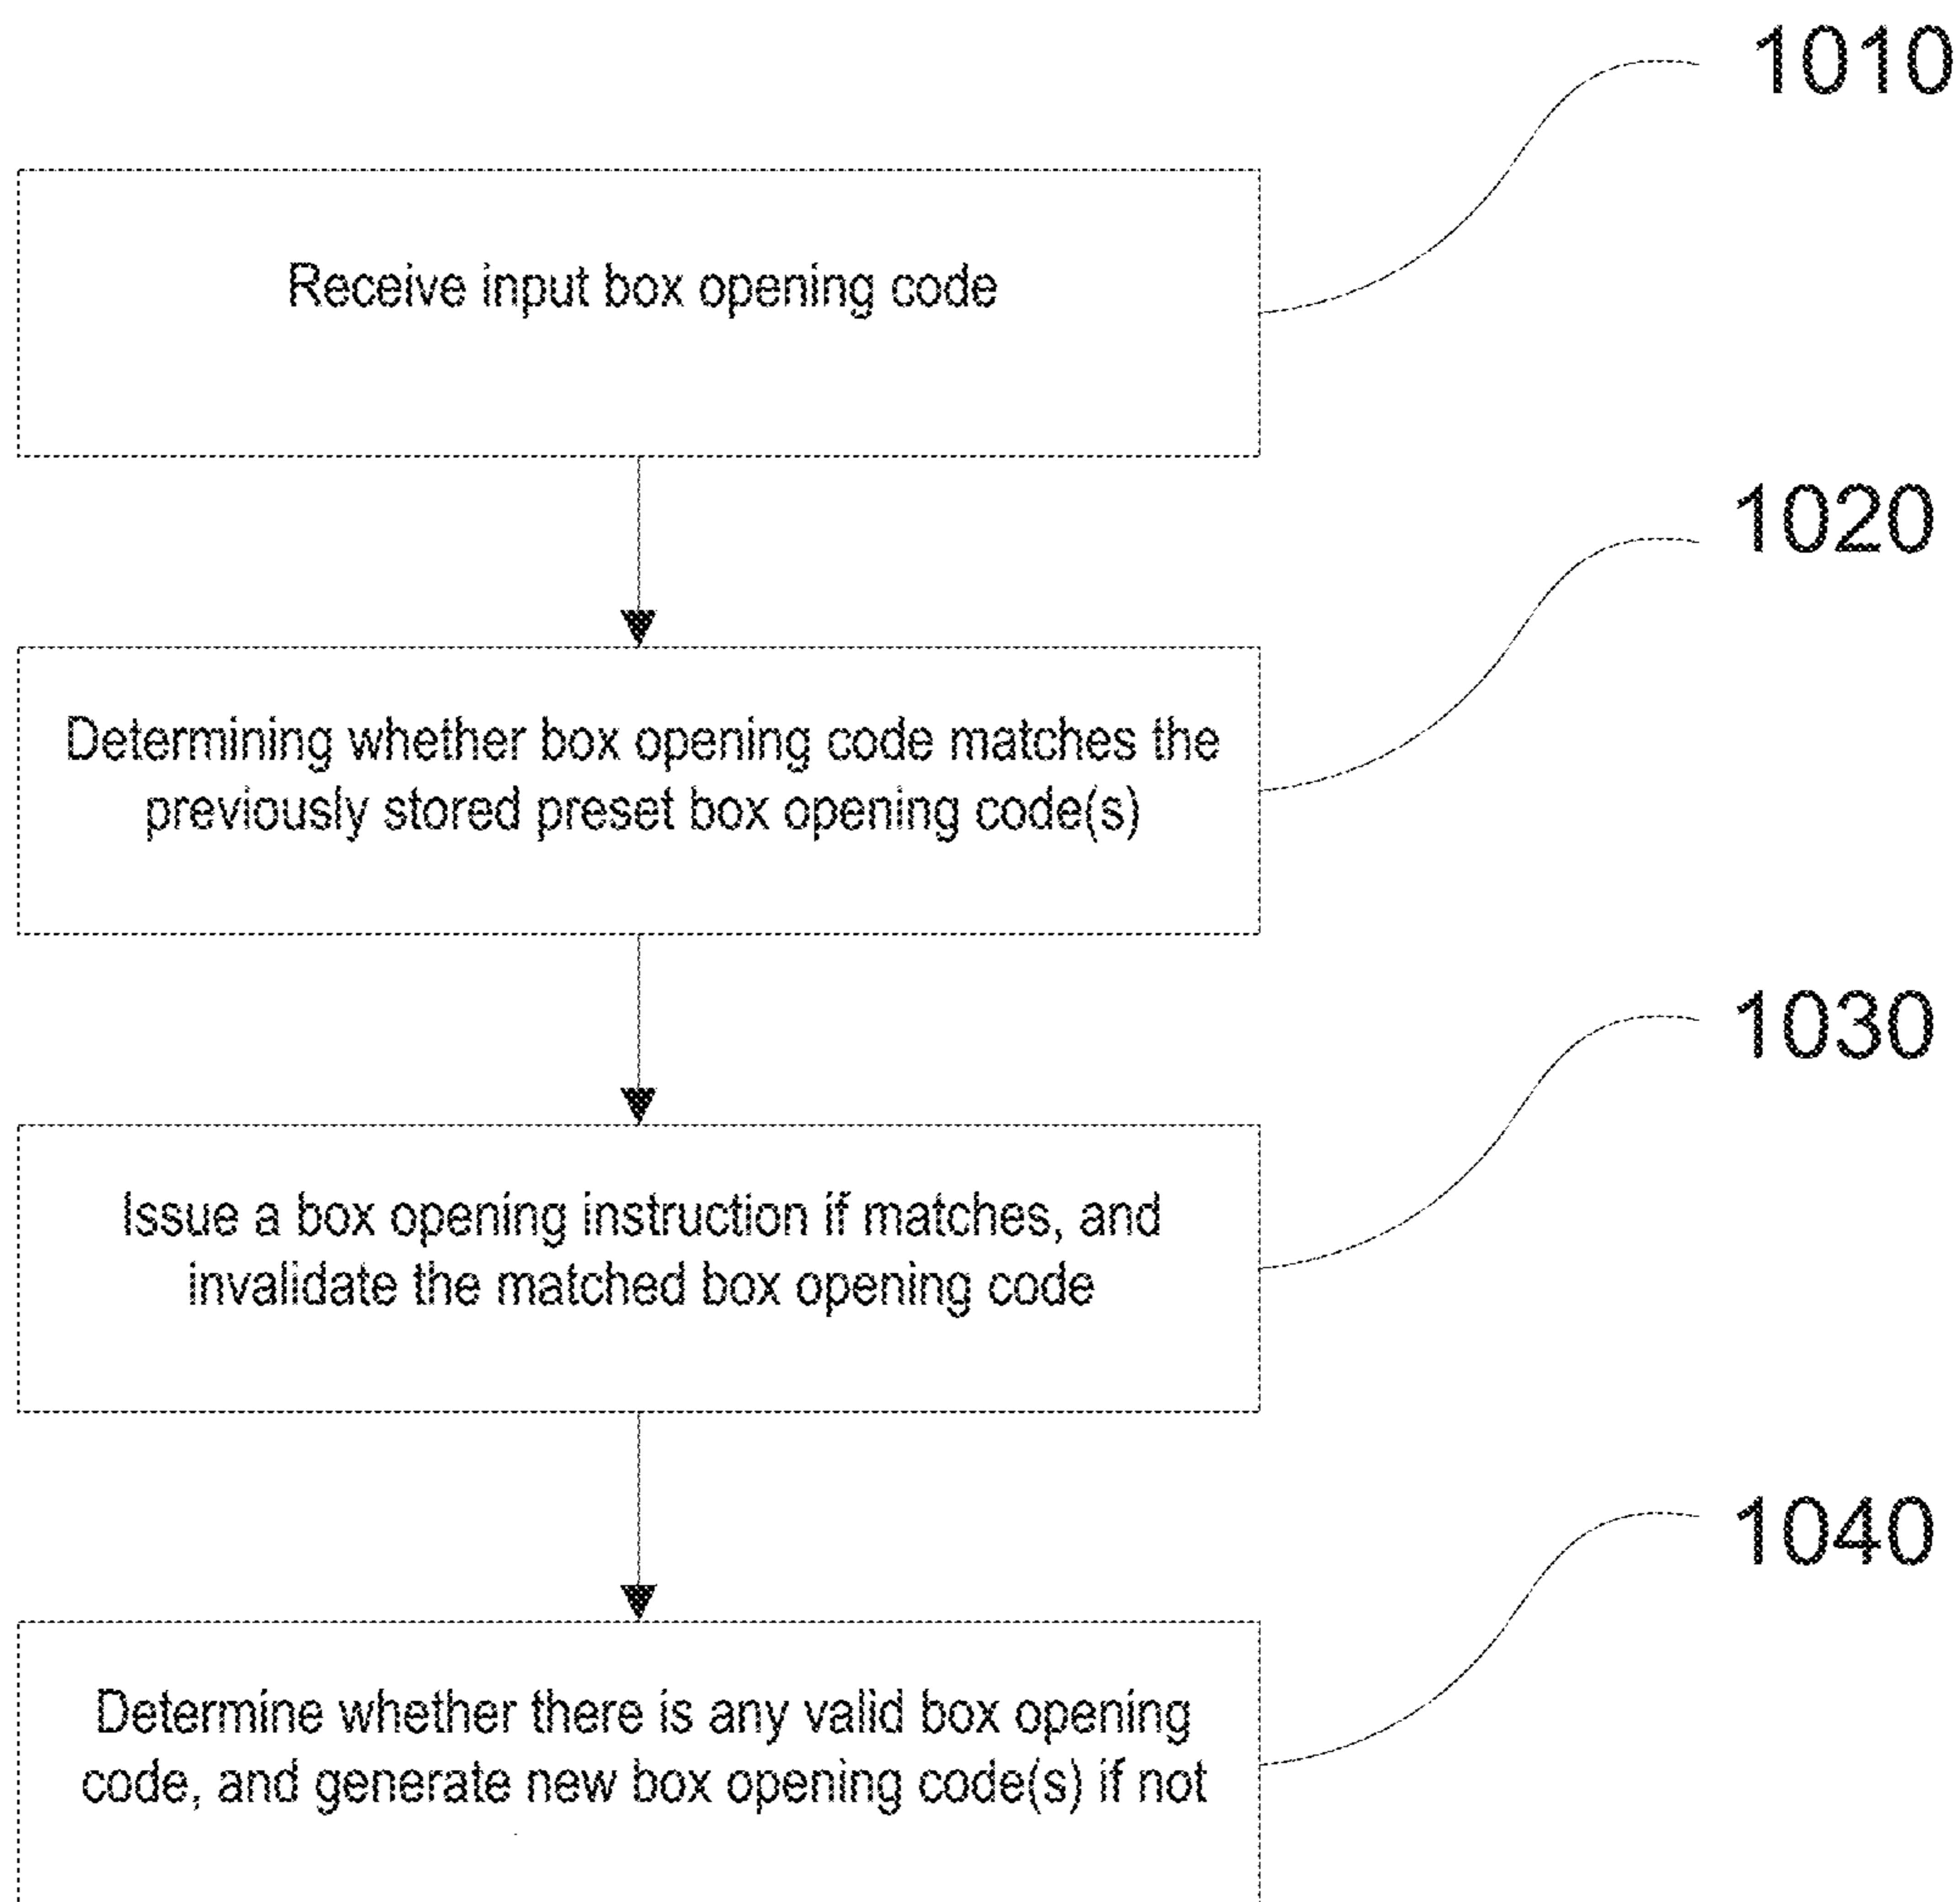 1010
Receive input box opening code
1020
Determining whether box opening code matches the
previously stored preset box opening code(s)
1030
Issue a box opening instruction if matches, and
invalidate the matched box opening code
1040
Determine whether there is any valid box opening
code, and generate new box opening code(s) if not